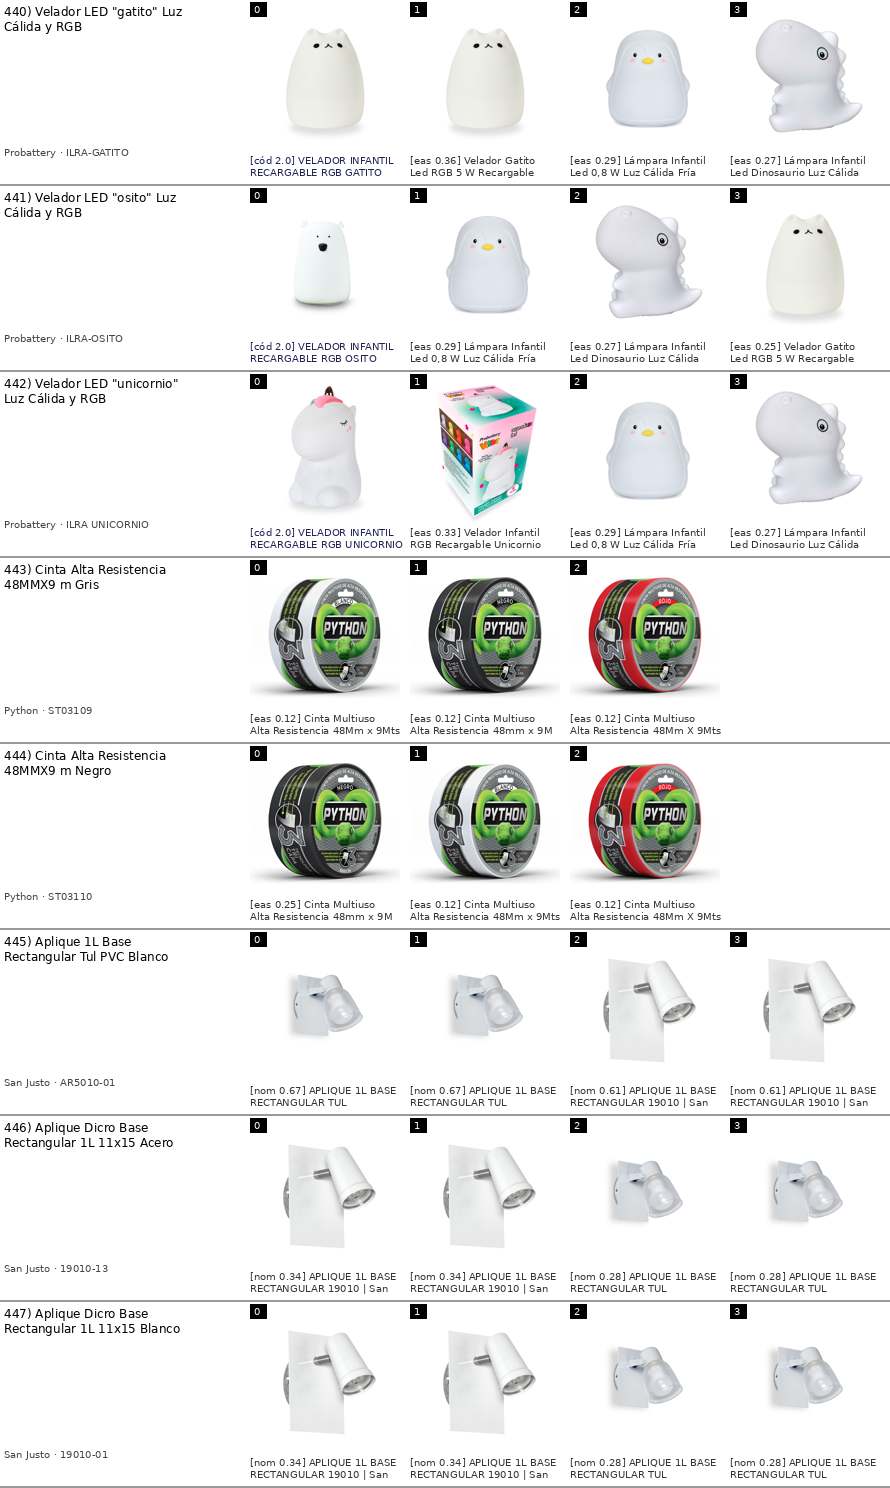 440) Velador LED "gatito" Luz
Cálida y RGB
Probattery · ILRA-GATITO
0
[cód 2.0] VELADOR INFANTIL
RECARGABLE RGB GATITO
1
[eas 0.36] Velador Gatito
Led RGB 5 W Recargable
2
[eas 0.29] Lámpara Infantil
Led 0,8 W Luz Cálida Fría
3
[eas 0.27] Lámpara Infantil
Led Dinosaurio Luz Cálida
441) Velador LED "osito" Luz
Cálida y RGB
Probattery · ILRA-OSITO
0
[cód 2.0] VELADOR INFANTIL
RECARGABLE RGB OSITO
1
[eas 0.29] Lámpara Infantil
Led 0,8 W Luz Cálida Fría
2
[eas 0.27] Lámpara Infantil
Led Dinosaurio Luz Cálida
3
[eas 0.25] Velador Gatito
Led RGB 5 W Recargable
442) Velador LED "unicornio"
Luz Cálida y RGB
Probattery · ILRA UNICORNIO
0
[cód 2.0] VELADOR INFANTIL
RECARGABLE RGB UNICORNIO
1
Probattery
[eas 0.33] Velador Infantil
RGB Recargable Unicornio
2
[eas 0.29] Lámpara Infantil
Led 0,8 W Luz Cálida Fría
3
[eas 0.27] Lámpara Infantil
Led Dinosaurio Luz Cálida
443) Cinta Alta Resistencia
48MMX9 m Gris
Python · ST03109
0
BLANCO
PYTHON
3
[eas 0.12] Cinta Multiuso
Alta Resistencia 48Mm x 9Mts
1
NEGRO
PYTHON
3
[eas 0.12] Cinta Multiuso
Alta Resistencia 48mm x 9M
2
ROJO
PYTHON
3
[eas 0.12] Cinta Multiuso
Alta Resistencia 48Mm X 9Mts
444) Cinta Alta Resistencia
48MMX9 m Negro
Python · ST03110
0
NEGRO
PYTHON
3
[eas 0.25] Cinta Multiuso
Alta Resistencia 48mm x 9M
1
BLANCO
PYTHON
3
[eas 0.12] Cinta Multiuso
Alta Resistencia 48Mm x 9Mts
2
ROJO
PYTHON
3
[eas 0.12] Cinta Multiuso
Alta Resistencia 48Mm X 9Mts
445) Aplique 1L Base
Rectangular Tul PVC Blanco
San Justo · AR5010-01
0
[nom 0.67] APLIQUE 1L BASE
RECTANGULAR TUL
1
[nom 0.67] APLIQUE 1L BASE
RECTANGULAR TUL
2
[nom 0.61] APLIQUE 1L BASE
RECTANGULAR 19010 | San
3
[nom 0.61] APLIQUE 1L BASE
RECTANGULAR 19010 | San
446) Aplique Dicro Base
Rectangular 1L 11x15 Acero
San Justo · 19010-13
0
[nom 0.34] APLIQUE 1L BASE
RECTANGULAR 19010 | San
1
[nom 0.34] APLIQUE 1L BASE
RECTANGULAR 19010 | San
2
[nom 0.28] APLIQUE 1L BASE
RECTANGULAR TUL
3
[nom 0.28] APLIQUE 1L BASE
RECTANGULAR TUL
447) Aplique Dicro Base
Rectangular 1L 11x15 Blanco
San Justo · 19010-01
0
[nom 0.34] APLIQUE 1L BASE
RECTANGULAR 19010 | San
1
[nom 0.34] APLIQUE 1L BASE
RECTANGULAR 19010 | San
2
[nom 0.28] APLIQUE 1L BASE
RECTANGULAR TUL
3
[nom 0.28] APLIQUE 1L BASE
RECTANGULAR TUL